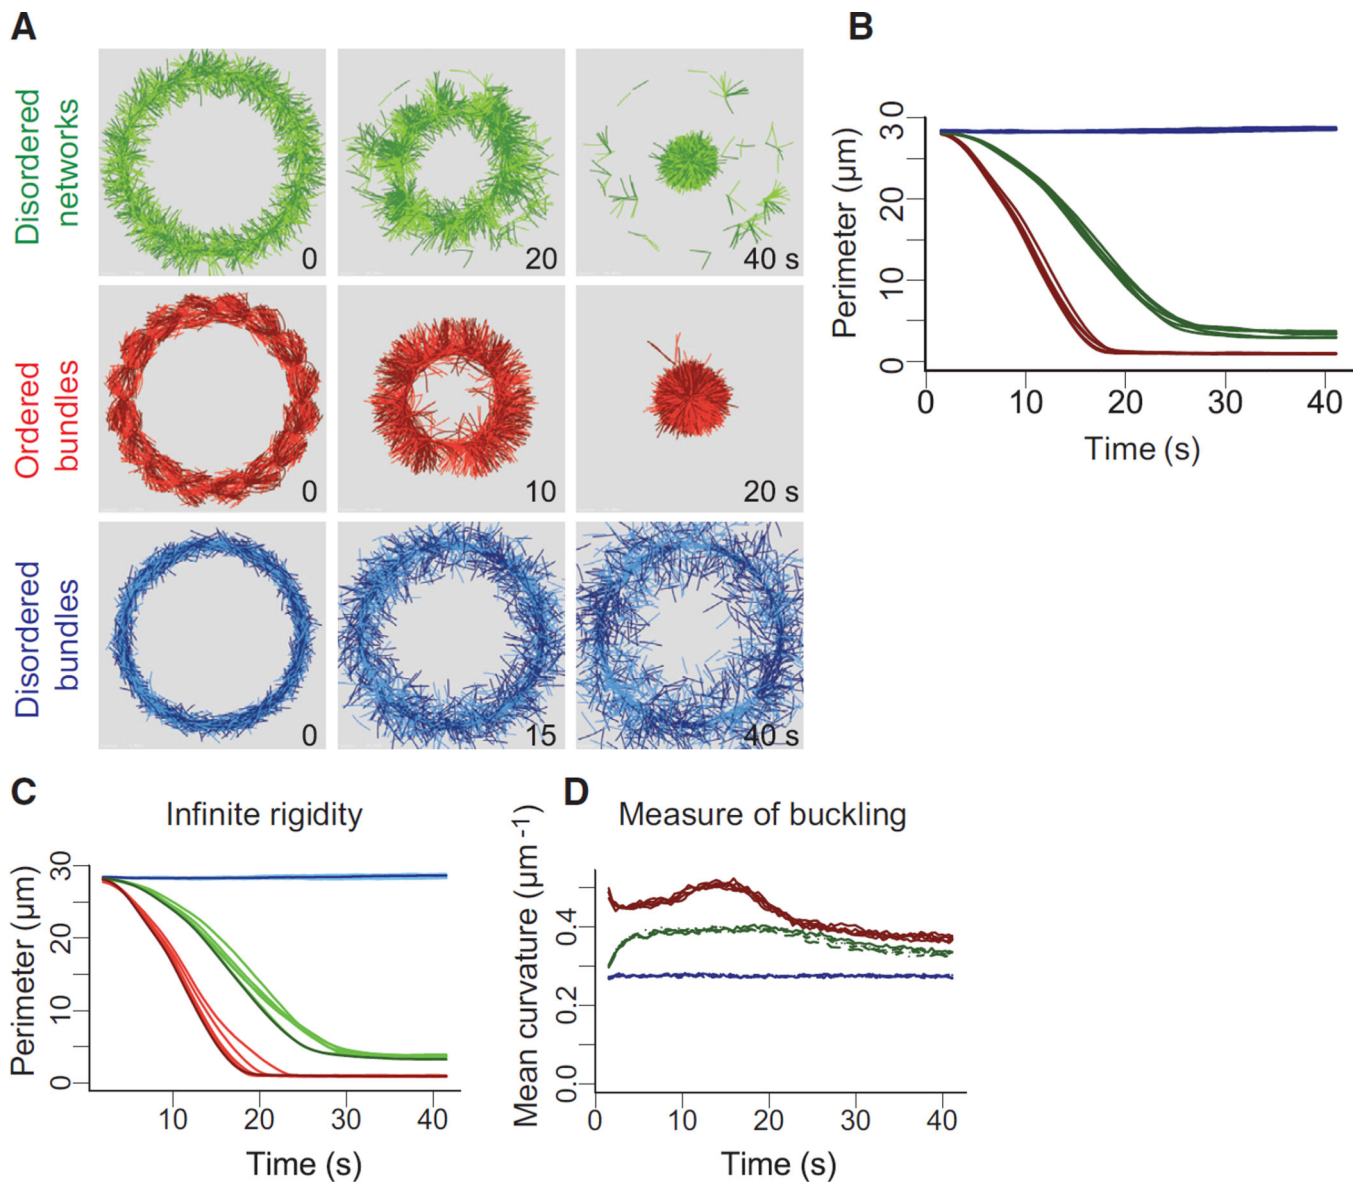 A
Disordered
networks
0
20
40 s
Ordered
bundles
0
10
20 s
Disordered
bundles
0
15
40 s
B
Perimeter (μm)
30
20
10
0
0 10 20 30 40
Time (s)
C
Infinite rigidity
Perimeter (μm)
30
20
10
0
10 20 30 40
Time (s)
D
Measure of buckling
Mean curvature (μm -1)
0.4
0.2
0.0
0 10 20 30 40
Time (s)